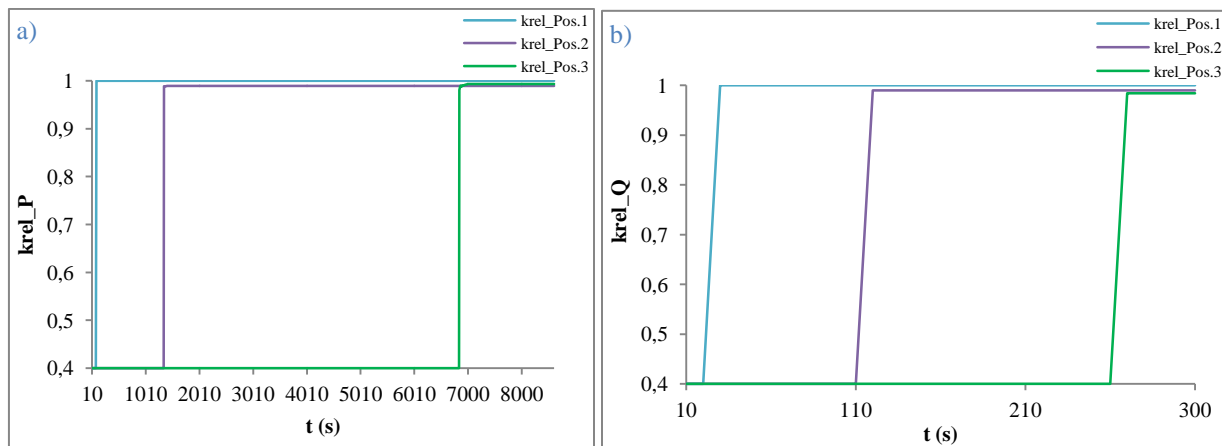 a)
krel_Pos.1
krel_Pos.2
krel_Pos.3
1
0,9
0,8
0,7
0,6
0,5
0,4
krel_P
10 1010 2010 3010 4010 5010 6010 7000 8000
t (s)
b)
krel_Pos.1
krel_Pos.2
krel_Pos.3
1
0,9
0,8
0,7
0,6
0,5
0,4
krel_Q
10 110 210 300
t (s)